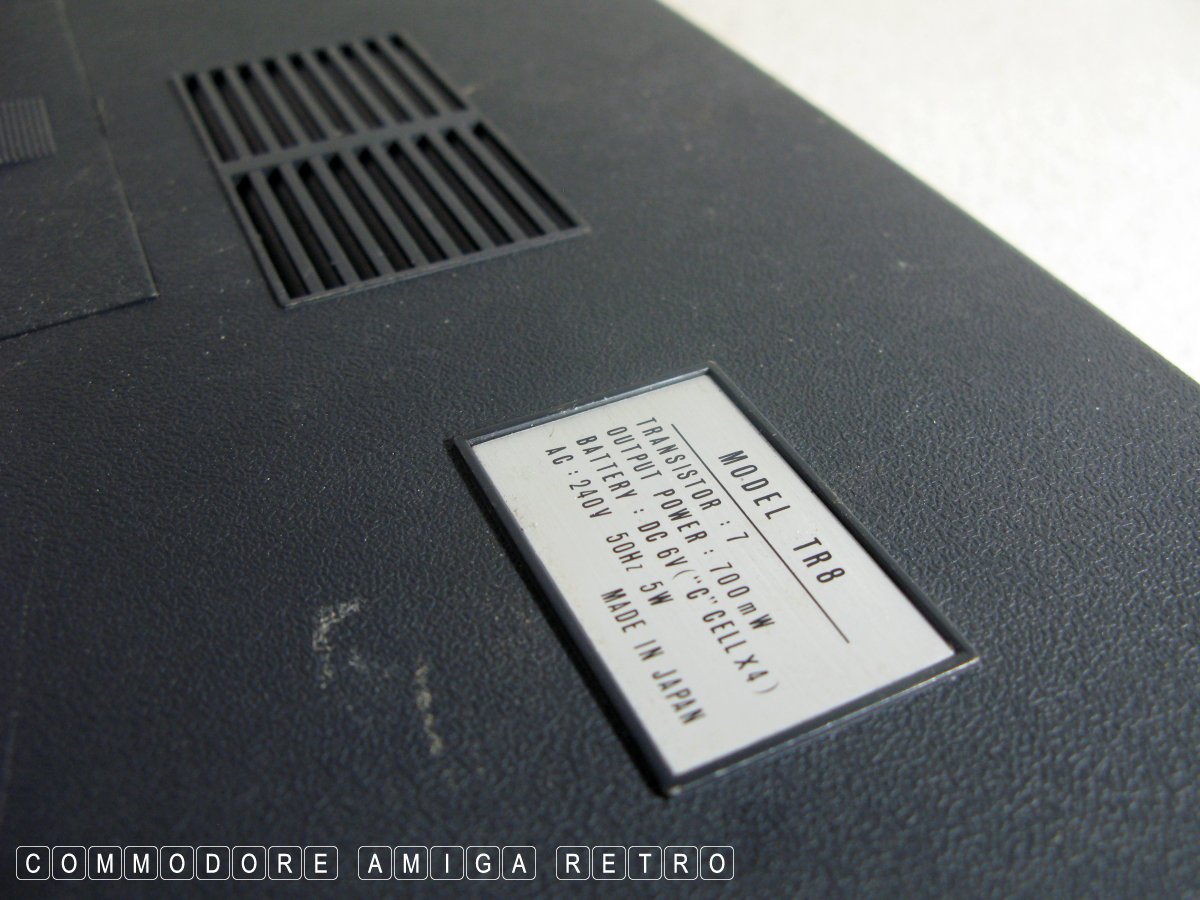 MODEL TR8
TRANSISTOR : 7
OUTPUT POWER : 700mW
BATTERY : DC 6V ("C" CELL X 4)
AC : 240V 50Hz 5W
MADE IN JAPAN
COMMODORE AMIGA RETRO